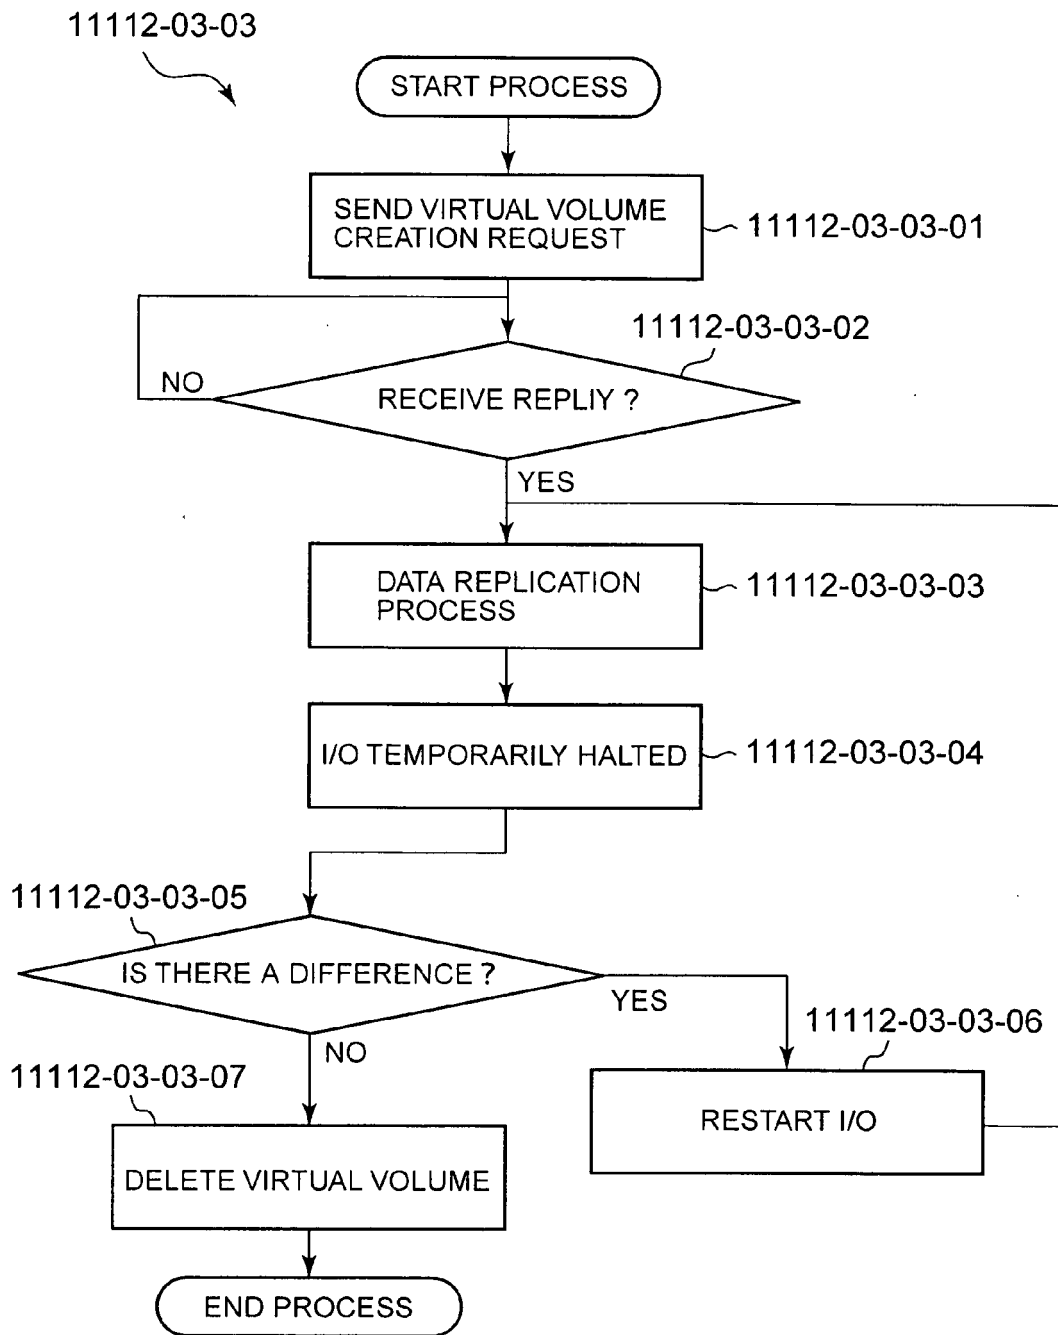 11112-03-03
START PROCESS
SEND VIRTUAL VOLUME
CREATION REQUEST
11112-03-03-01
11112-03-03-02
NO
RECEIVE REPLIY ?
YES
DATA REPLICATION
PROCESS
11112-03-03-03
I/O TEMPORARILY HALTED
11112-03-03-04
11112-03-03-05
IS THERE A DIFFERENCE ?
YES
11112-03-03-06
NO
11112-03-03-07
RESTART I/O
DELETE VIRTUAL VOLUME
END PROCESS